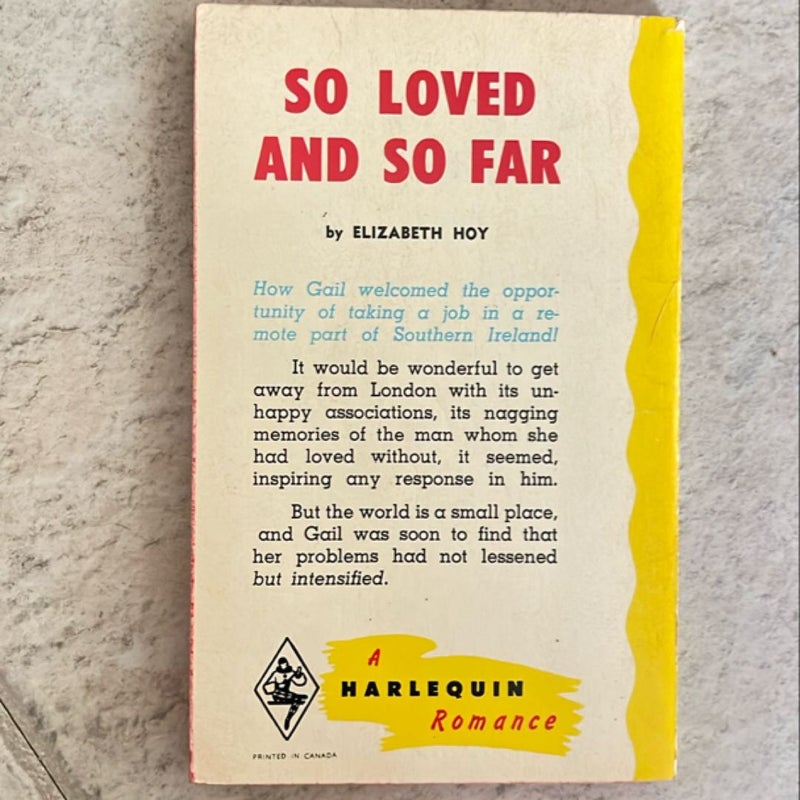 SO LOVED
AND SO FAR
by ELIZABETH HOY
How Gail welcomed the oppor-
tunity of taking a job in a re-
mote part of Southern Ireland!
It would be wonderful to get
away from London with its un-
happy associations, its nagging
memories of the man whom she
had loved without, it seemed,
inspiring any response in him.
But the world is a small place,
and Gail was soon to find that
her problems had not lessened
but intensified.
A
HARLEQUIN
Romance
PRINTED IN CANADA